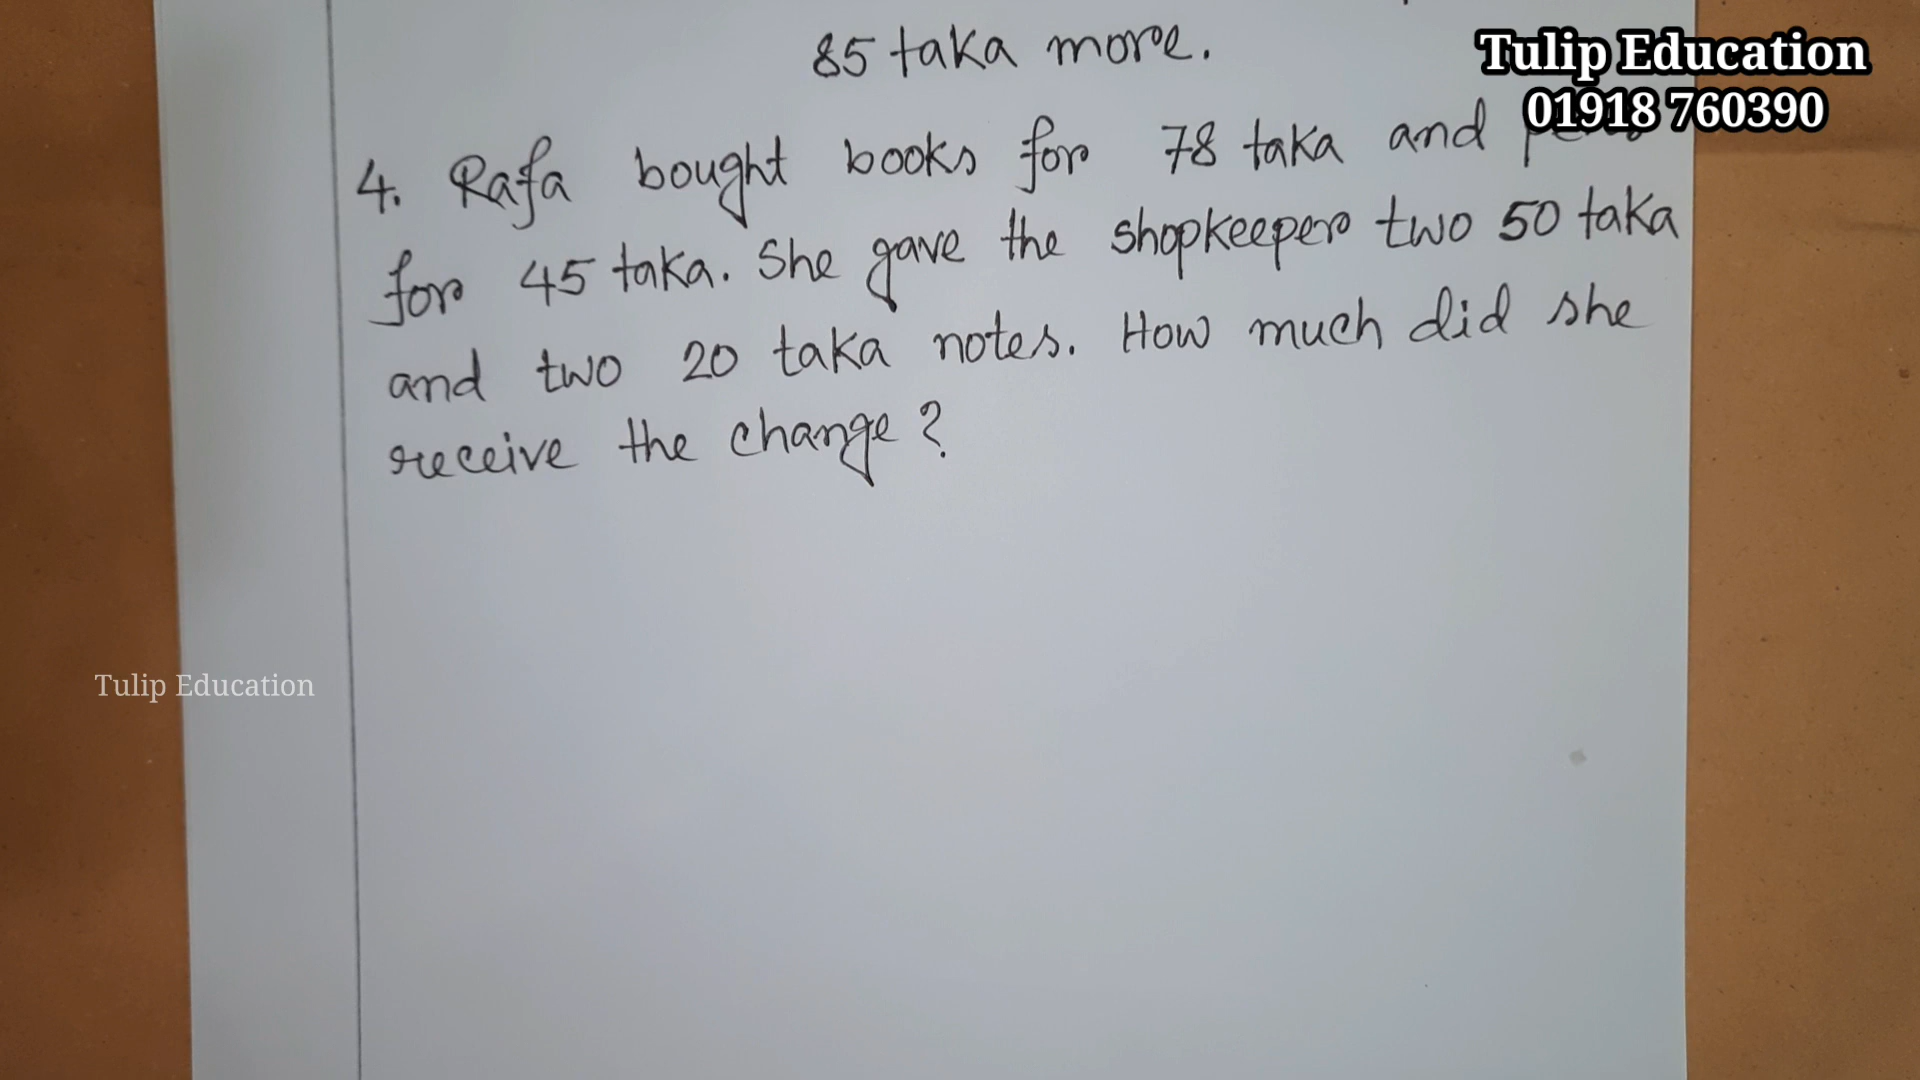 85 taka more.
Tulip Education
01918 760390
4. Rafa bought books for 78 taka and
for 45 taka. She gave the shopkeeper two 50 taka
and two 20 taka notes. How much did she
receive the change?
Tulip Education